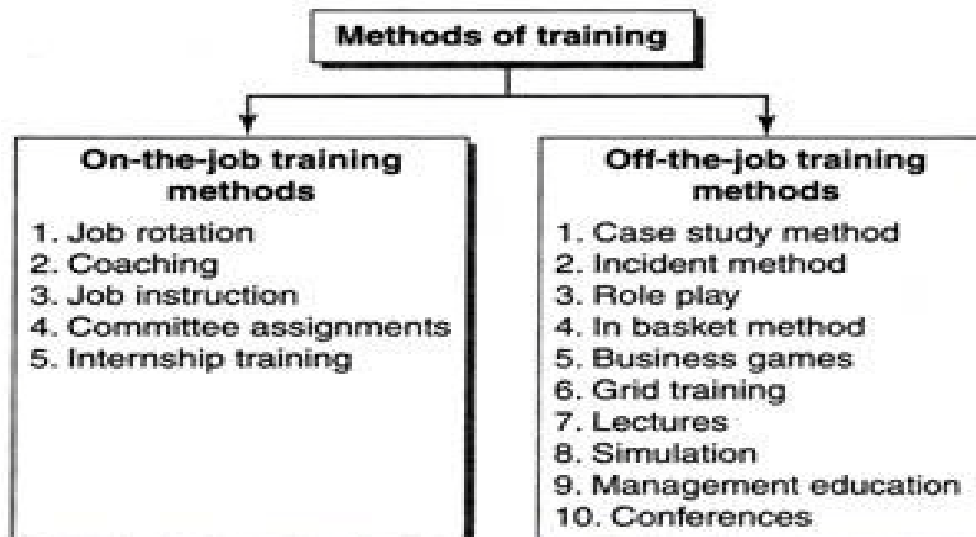 Methods of training
On-the-job training
methods
1. Job rotation
2. Coaching
3. Job instruction
4. Committee assignments
5. Internship training
Off-the-job training
methods
1. Case study method
2. Incident method
3. Role play
4. In basket method
5. Business games
6. Grid training
7. Lectures
8. Simulation
9. Management education
10. Conferences